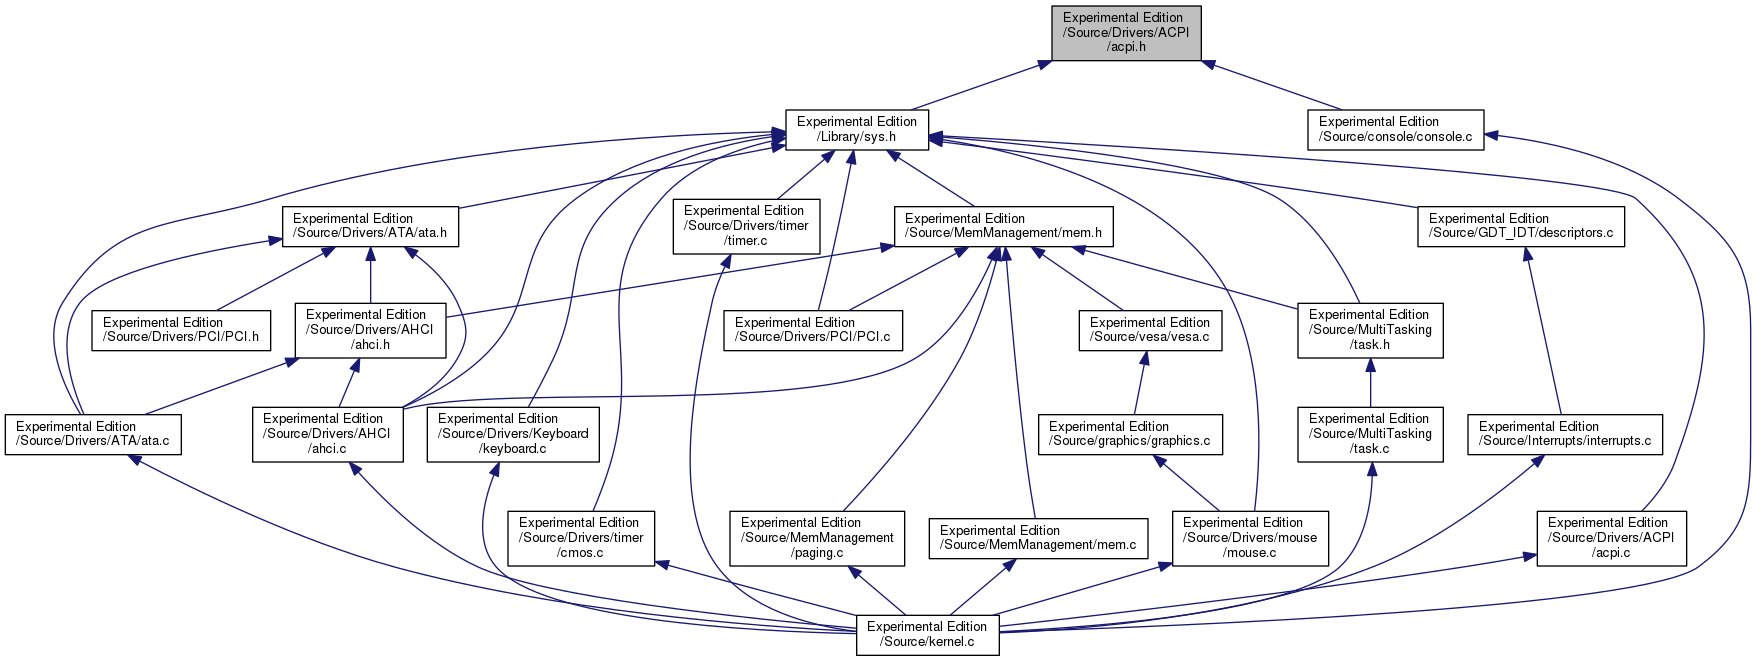 Experimental Edition
/Source/Drivers/ACPI
/acpi.h
Experimental Edition
/Library/sys.h
Experimental Edition
/Source/console/console.c
Experimental Edition
/Source/Drivers/ATA/ata.h
Experimental Edition
/Source/Drivers/timer
/timer.c
Experimental Edition
/Source/MemManagement/mem.h
Experimental Edition
/Source/GDT_IDT/descriptors.c
Experimental Edition
/Source/Drivers/PCI/PCI.h
Experimental Edition
/Source/Drivers/AHCI
/ahci.h
Experimental Edition
/Source/Drivers/PCI/PCI.c
Experimental Edition
/Source/vesa/vesa.c
Experimental Edition
/Source/MultiTasking
/task.h
Experimental Edition
/Source/Drivers/ATA/ata.c
Experimental Edition
/Source/Drivers/AHCI
/ahci.c
Experimental Edition
/Source/Drivers/Keyboard
/keyboard.c
Experimental Edition
/Source/graphics/graphics.c
Experimental Edition
/Source/MultiTasking
/task.c
Experimental Edition
/Source/Interrupts/interrupts.c
Experimental Edition
/Source/Drivers/timer
/cmos.c
Experimental Edition
/Source/MemManagement
/paging.c
Experimental Edition
/Source/MemManagement/mem.c
Experimental Edition
/Source/Drivers/mouse
/mouse.c
Experimental Edition
/Source/Drivers/ACPI
/acpi.c
Experimental Edition
/Source/kernel.c